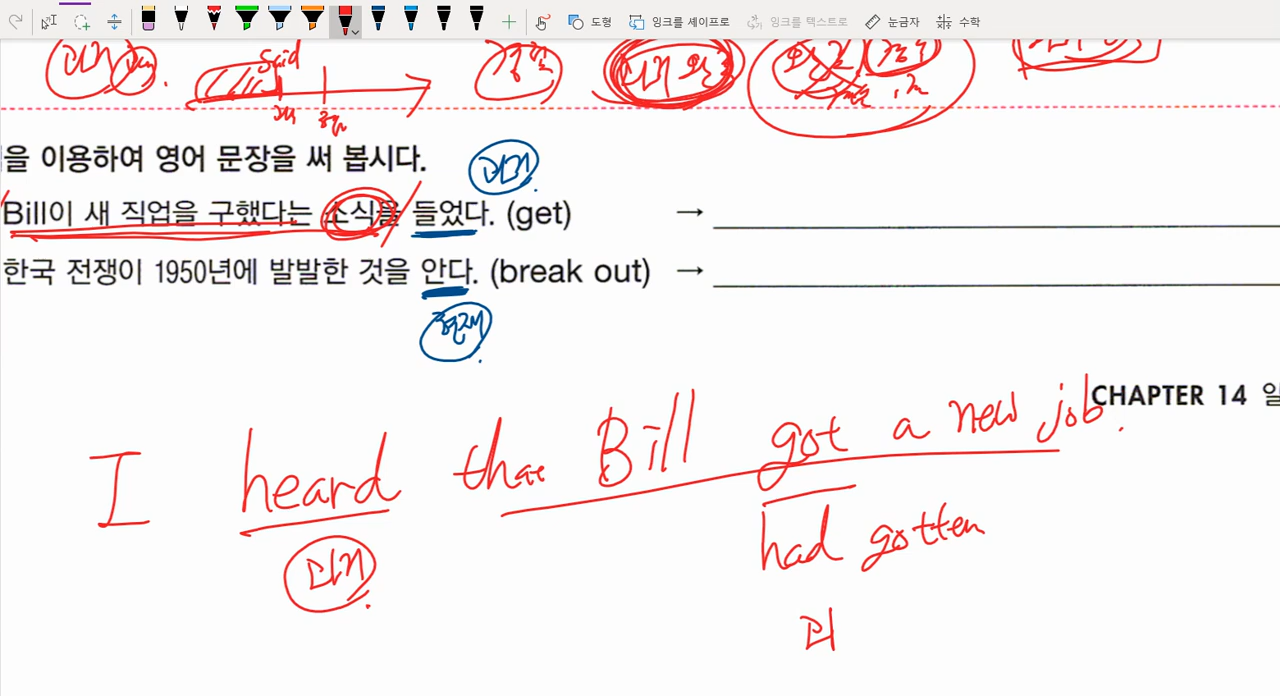 도형 잉크를 셰이프로 잉크를 텍스트로 눈금자 수학
said
경험
을 이용하여 영어 문장을 써 봅시다.
과거
Bill이 새 직업을 구했다는 소식을 들었다. (get) →
한국 전쟁이 1950년에 발발한 것을 안다. (break out) →
현재
CHAPTER 14 일
I heard that Bill got a new job.
had gotten
과거
과